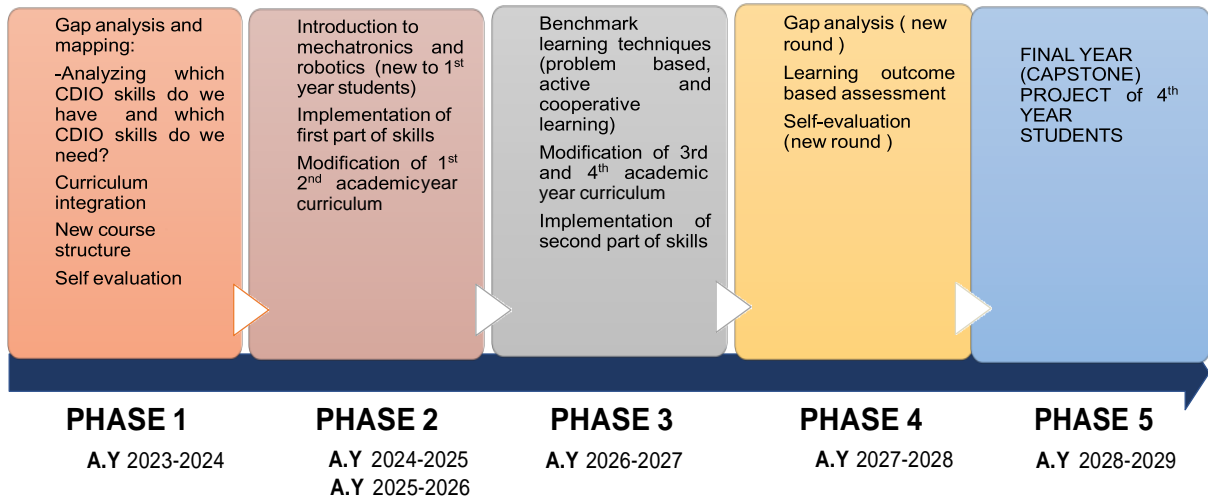 Gap analysis and
mapping:
-Analyzing which
CDIO skills do we
have and which
CDIO skills do we
need?
Curriculum
integration
New course
structure
Self evaluation
Introduction to
mechatronics and
robotics (new to 1st
year students)
Implementation of
first part of skills
Modification of 1st
2nd academicyear
curriculum
Benchmark
learning techniques
(problem based,
active and
cooperative
learning)
Modification of 3rd
and 4th academic
year curriculum
Implementation of
second part of skills
Gap analysis ( new
round )
Learning outcome
based assessment
Self-evaluation
(new round )
FINAL YEAR
(CAPSTONE)
PROJECT of 4th
YEAR
STUDENTS
PHASE 1
A.Y 2023-2024
PHASE 2
A.Y 2024-2025
A.Y 2025-2026
PHASE 3
A.Y 2026-2027
PHASE 4
A.Y 2027-2028
PHASE 5
A.Y 2028-2029